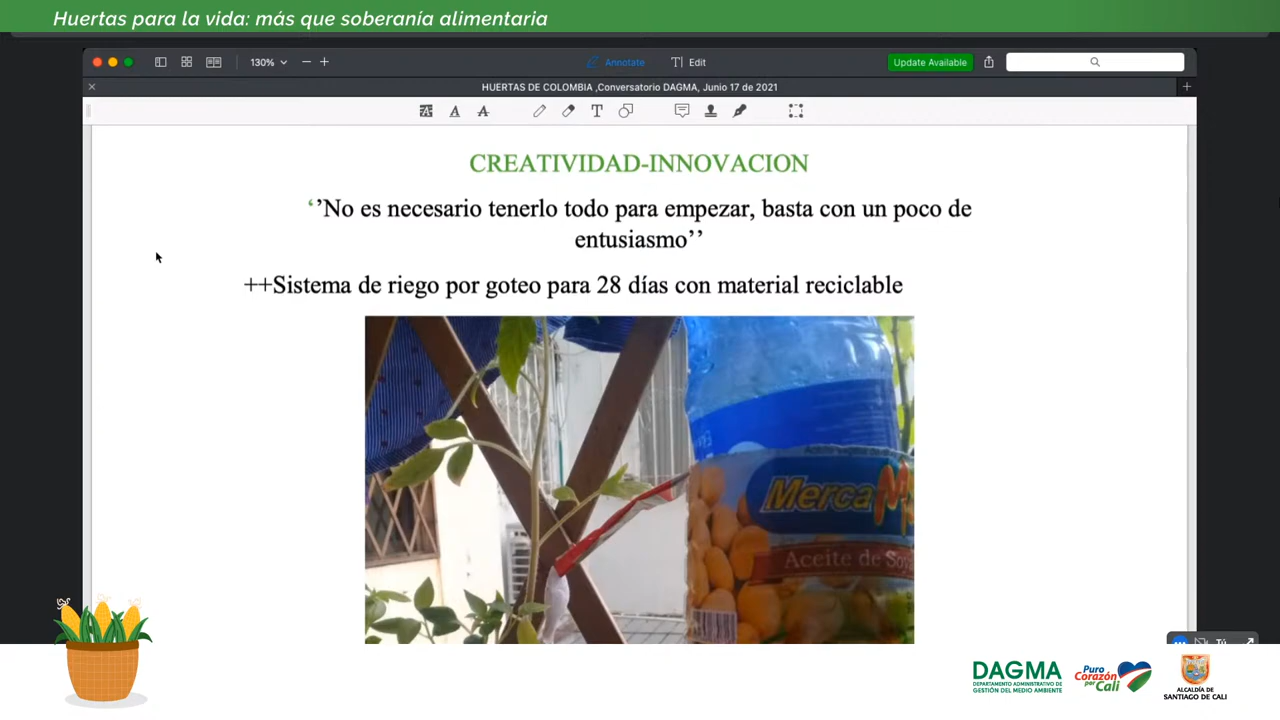 Huertas para la vida: más que soberanía alimentaria
130%
Annotate
Edit
Update Available
HUERTAS DE COLOMBIA ,Conversatorio DAGMA, Junio 17 de 2021
CREATIVIDAD-INNOVACION
‘’No es necesario tenerlo todo para empezar, basta con un poco de
entusiasmo’’
++Sistema de riego por goteo para 28 días con material reciclable
Merca
Aceite de Soy
Tú
DAGMA
DEPARTAMENTO ADMINISTRATIVO DE
GESTIÓN DEL MEDIO AMBIENTE
Puro
Corazón
por Cali
ALCALDÍA DE
SANTIAGO DE CALI